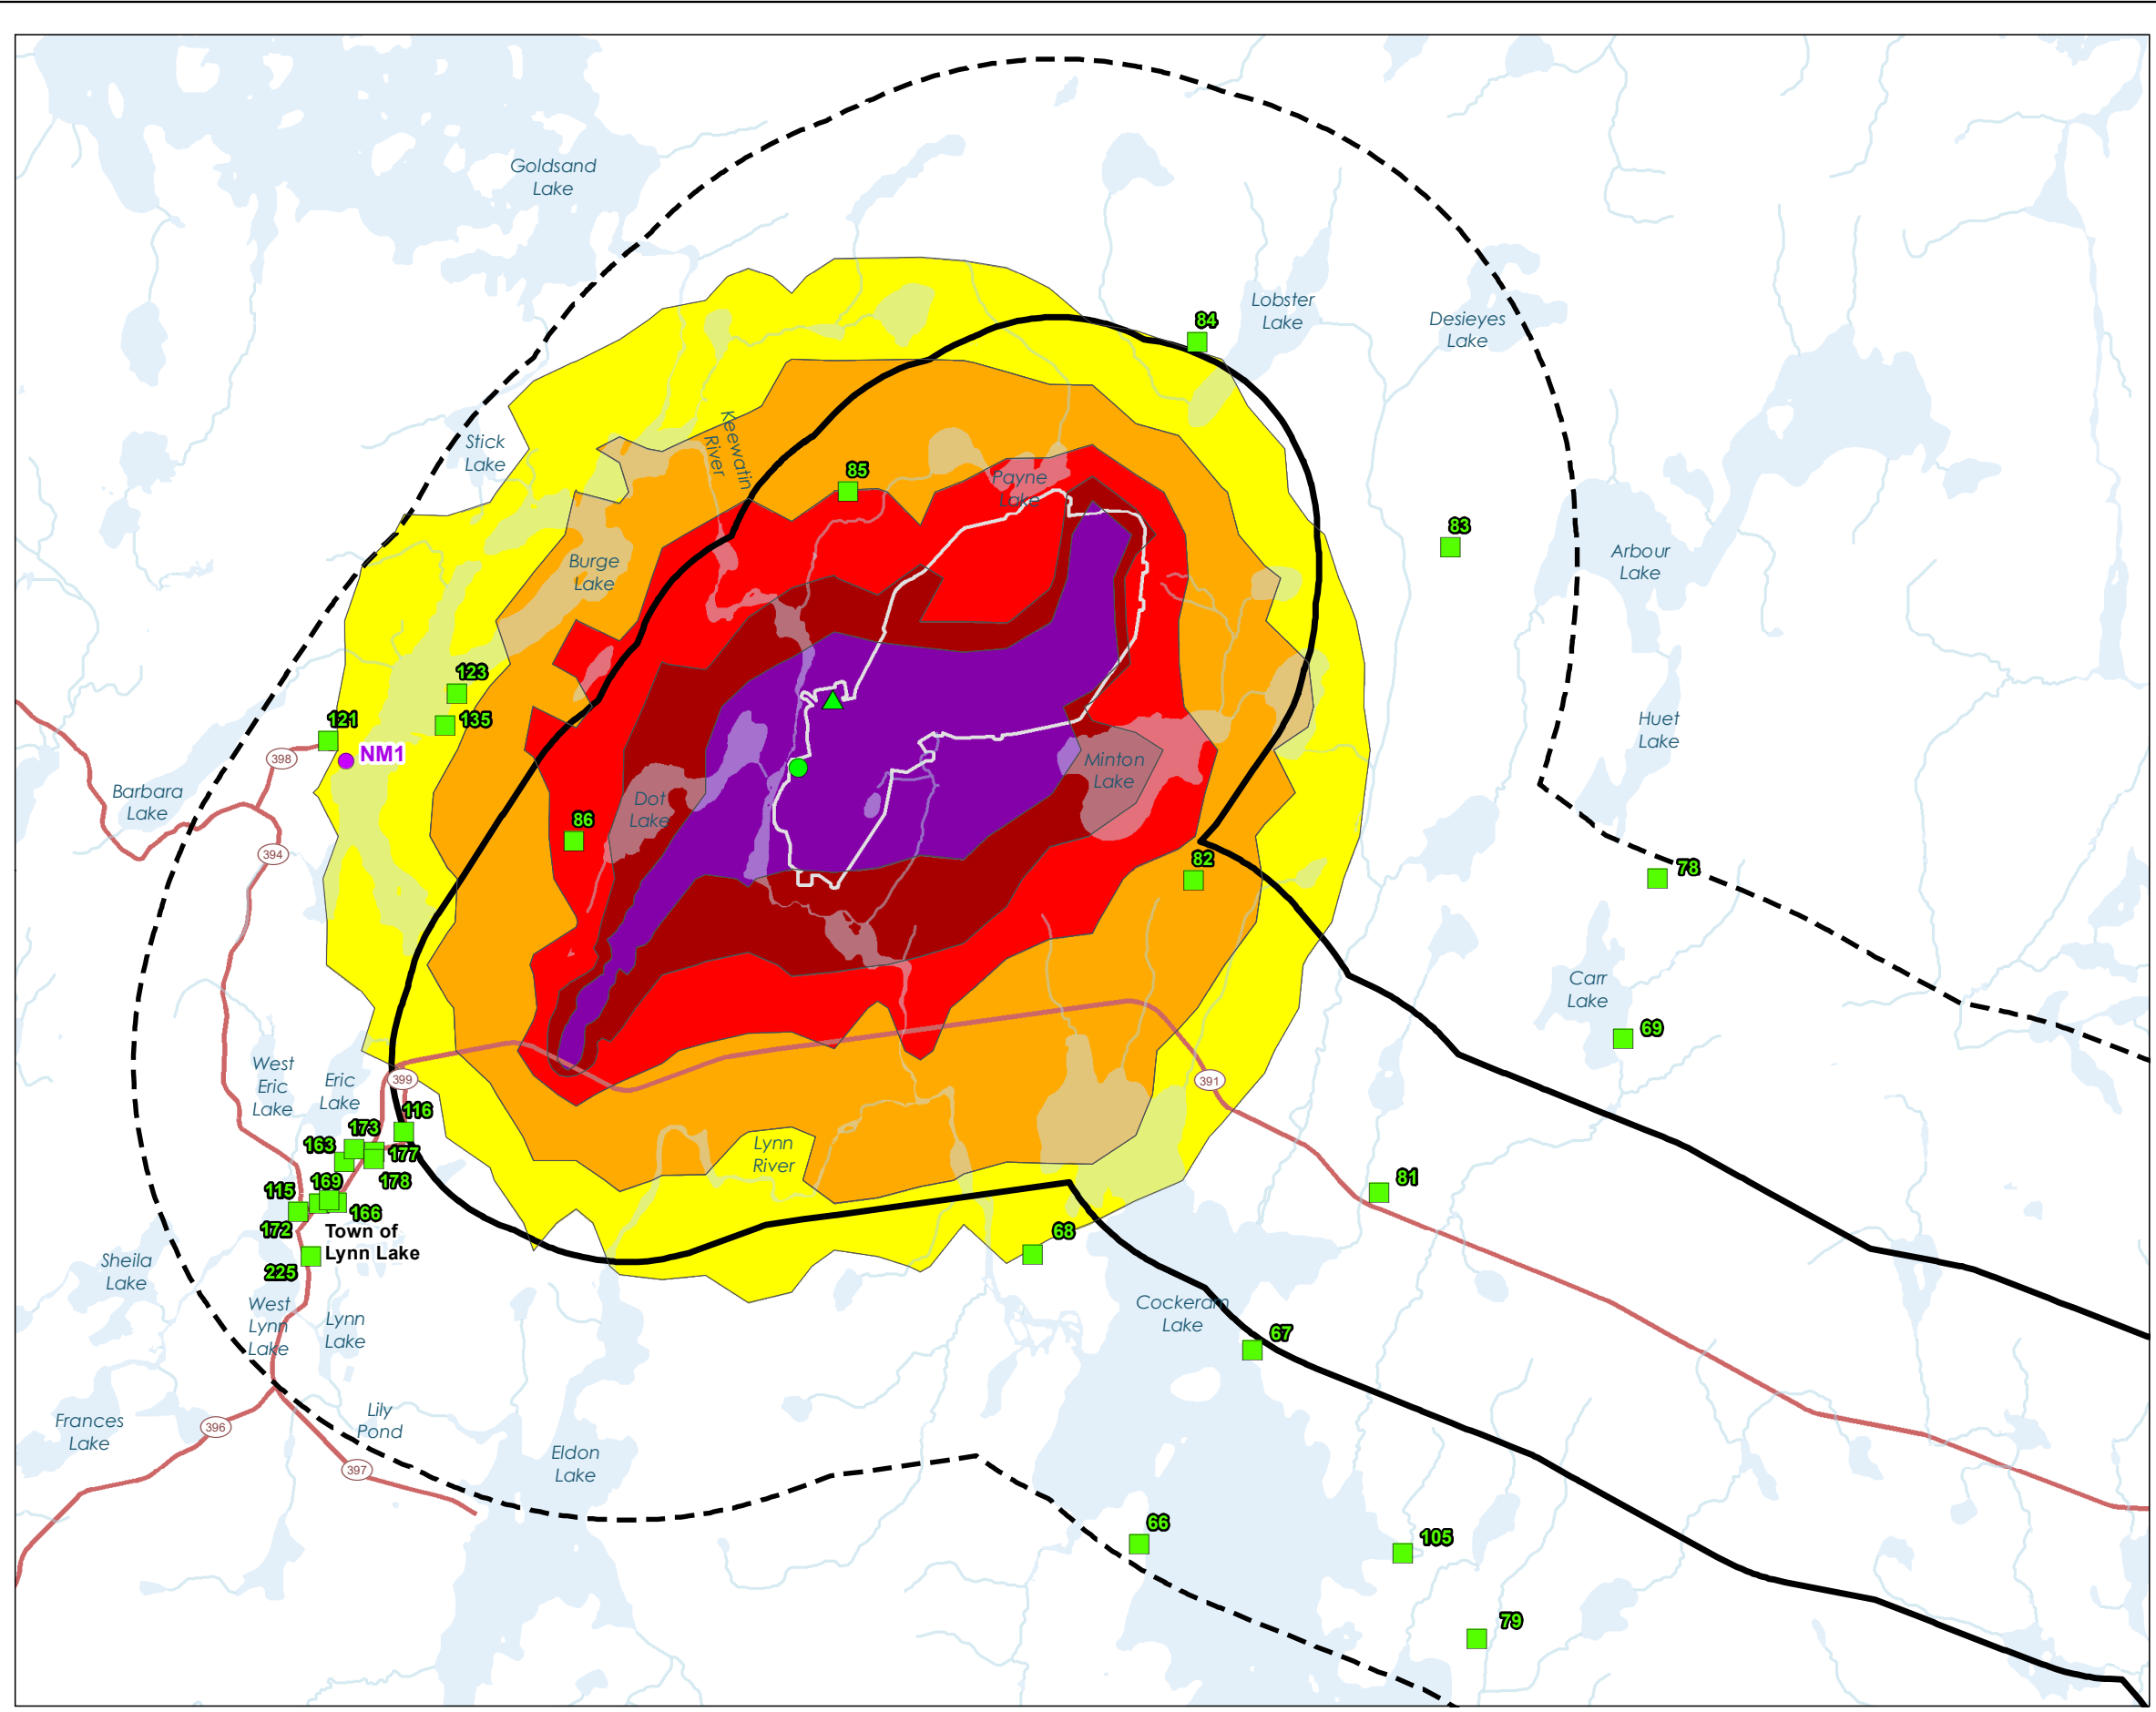 Goldsand
Lake
Lobster
Lake
84
Desieyes
Lake
Stick
Lake
Keewatin
River
85
Payne
Lake
83
Burge
Lake
Arbour
Lake
123
121
135
NM1
398
Huet
Lake
Minton
Lake
Barbara
Lake
Dot
Lake
86
394
82
78
Carr
Lake
69
West
Eric
Lake
Eric
Lake
399
391
116
173
163
177
Lynn
River
178
169
115
166
172
81
Town of
Lynn Lake
68
225
Sheila
Lake
West
Lynn
Lake
Lynn
Lake
Cockeram
Lake
67
Frances
Lake
396
Lily
Pond
397
Eldon
Lake
66
105
79